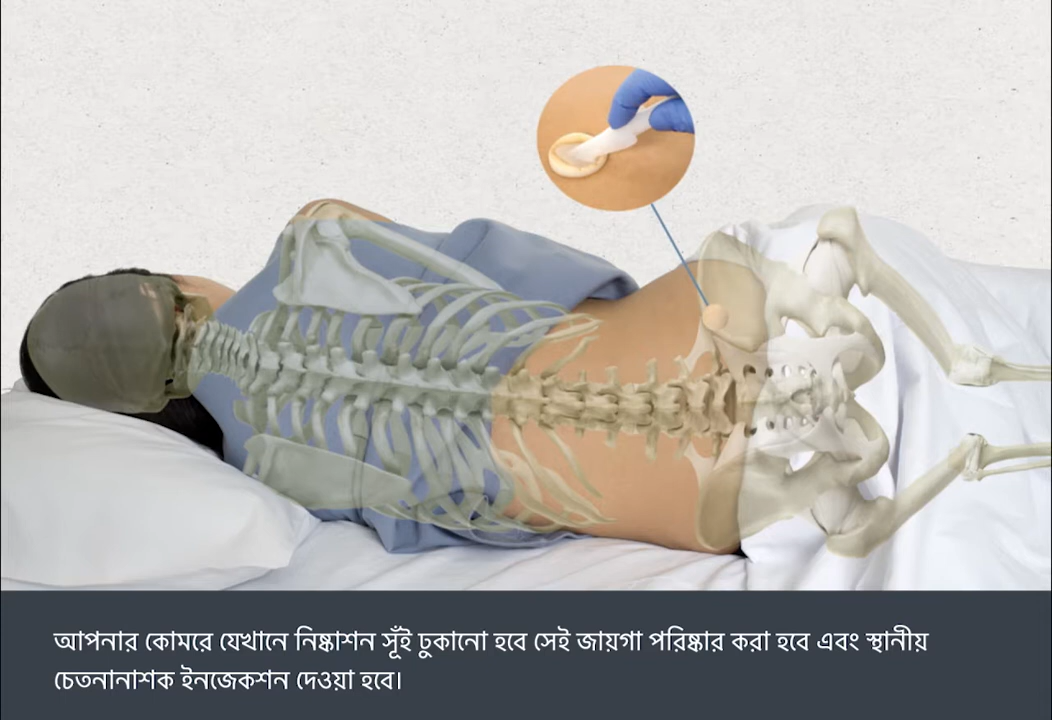 আপনার কোমরে যেখানে নিষ্কাশন সূঁই ঢুকানো হবে সেই জায়গা পরিষ্কার করা হবে এবং স্থানীয়
চেতনানাশক ইনজেকশন দেওয়া হবে।